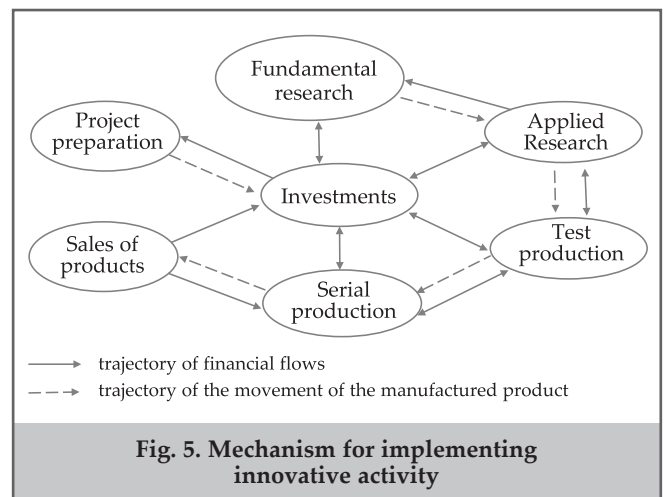 Fundamental
research
Project
preparation
Applied
Research
Investments
Sales of
products
Test
production
Serial
production
trajectory of financial flows
trajectory of the movement of the manufactured product
Fig. 5. Mechanism for implementing
innovative activity